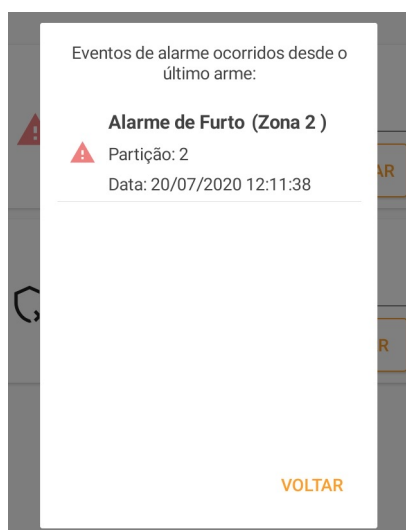 Eventos de alarme ocorridos desde o
último arme:
Alarme de Furto (Zona 2 )
Partição: 2
Data: 20/07/2020 12:11:38
AR
R
VOLTAR